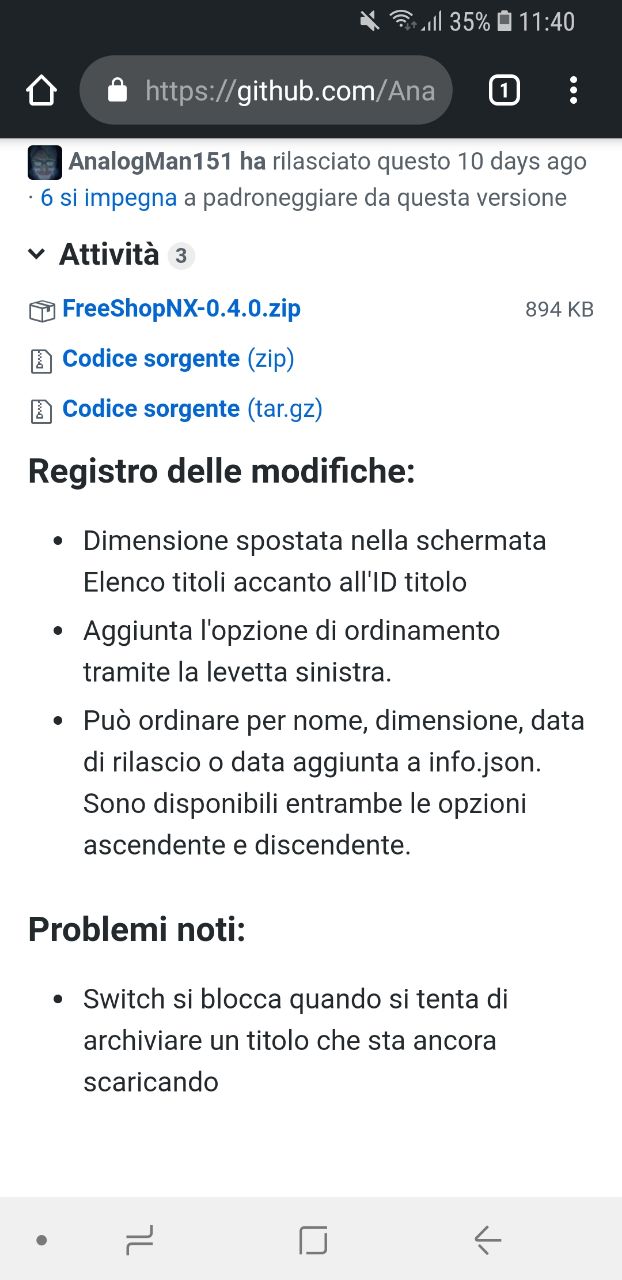 35% 11:40
https://github.com/Ana 1
AnalogMan151 ha rilasciato questo 10 days ago
· 6 si impegna a padroneggiare da questa versione
Attività 3
FreeShopNX-0.4.0.zip 894 KB
Codice sorgente (zip)
Codice sorgente (tar.gz)
Registro delle modifiche:
• Dimensione spostata nella schermata
Elenco titoli accanto all'ID titolo
• Aggiunta l'opzione di ordinamento
tramite la levetta sinistra.
• Può ordinare per nome, dimensione, data
di rilascio o data aggiunta a info.json.
Sono disponibili entrambe le opzioni
ascendente e discendente.
Problemi noti:
• Switch si blocca quando si tenta di
archiviare un titolo che sta ancora
scaricando